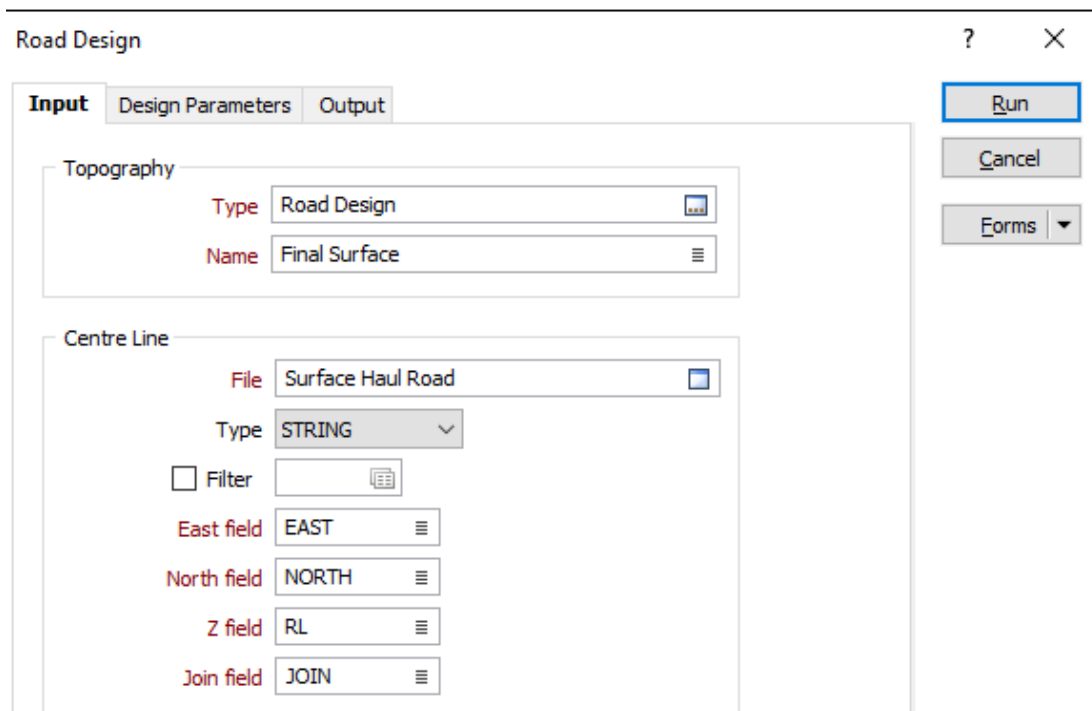 Road Design ?
Input Design Parameters Output
Run
Cancel
Forms
Topography
Type Road Design
Name Final Surface
Centre Line
File Surface Haul Road
Type STRING
Filter
East field EAST
North field NORTH
Z field RL
Join field JOIN